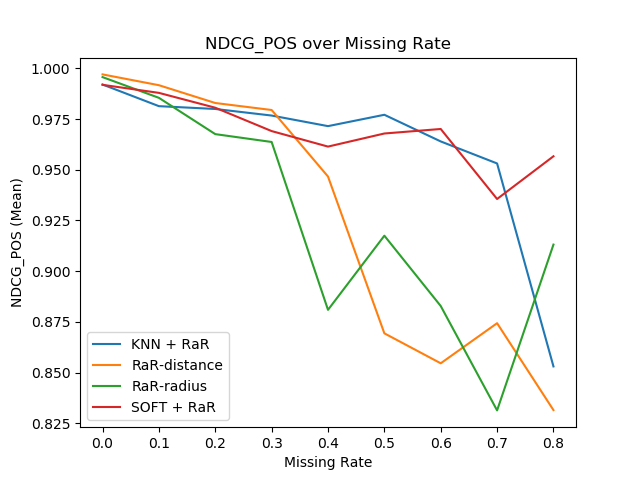 NDCG_POS over Missing Rate
NDCG_POS (Mean)
1.000
0.975
0.950
0.925
0.900
0.875
0.850
0.825
KNN + RaR
RaR-distance
RaR-radius
SOFT + RaR
0.0 0.1 0.2 0.3 0.4 0.5 0.6 0.7 0.8
Missing Rate